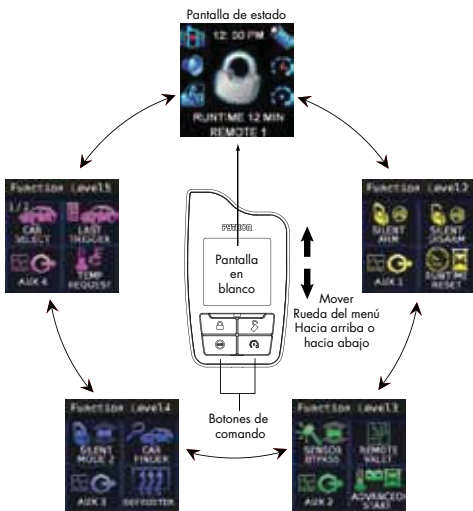 Pantalla de estado
12:00 PM
RUNTIME 12 MIN
REMOTE 1
Function Level5
1/2
CAR
SELECT
LAST
TRIGGER
AUX 4
TEMP
REQUEST
Function Level2
SILENT
ARM
SILENT
DISARM
AUX 1
RUNTIME
RESET
PYTHON
Pantalla
en
blanco
Mover
Rueda del menú
Hacia arriba o
hacia abajo
Botones de
comando
Function Level4
SILENT
MODE 2
CAR
FINDER
AUX 3
DEFROSTER
Function Level3
SENSOR
BYPASS
REMOTE
VALET
AUX 2
ADVANCED
START